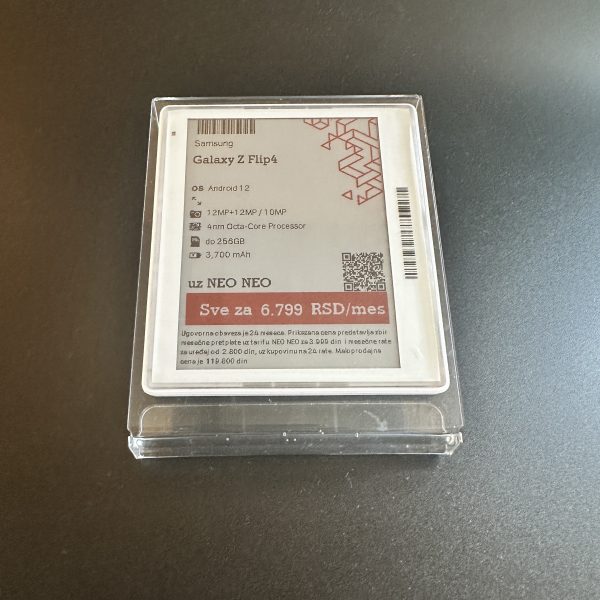 Samsung
Galaxy Z Flip4
OS Android 12
12MP+12MP / 10MP
4nm Octa-Core Processor
do 256GB
3,700 mAh
uz NEO NEO
Sve za 6.799 RSD/mes
Ugovorna obaveza je 24 meseca. Prikazana cena predstavlja zbir
mesečne pretplate uz tarifu NEO NEO za 3.999 din i mesečne rate
za uređaj od 2.800 din, uz kupovinu na 24 rate. Maloprodajna
cena je 119.800 din